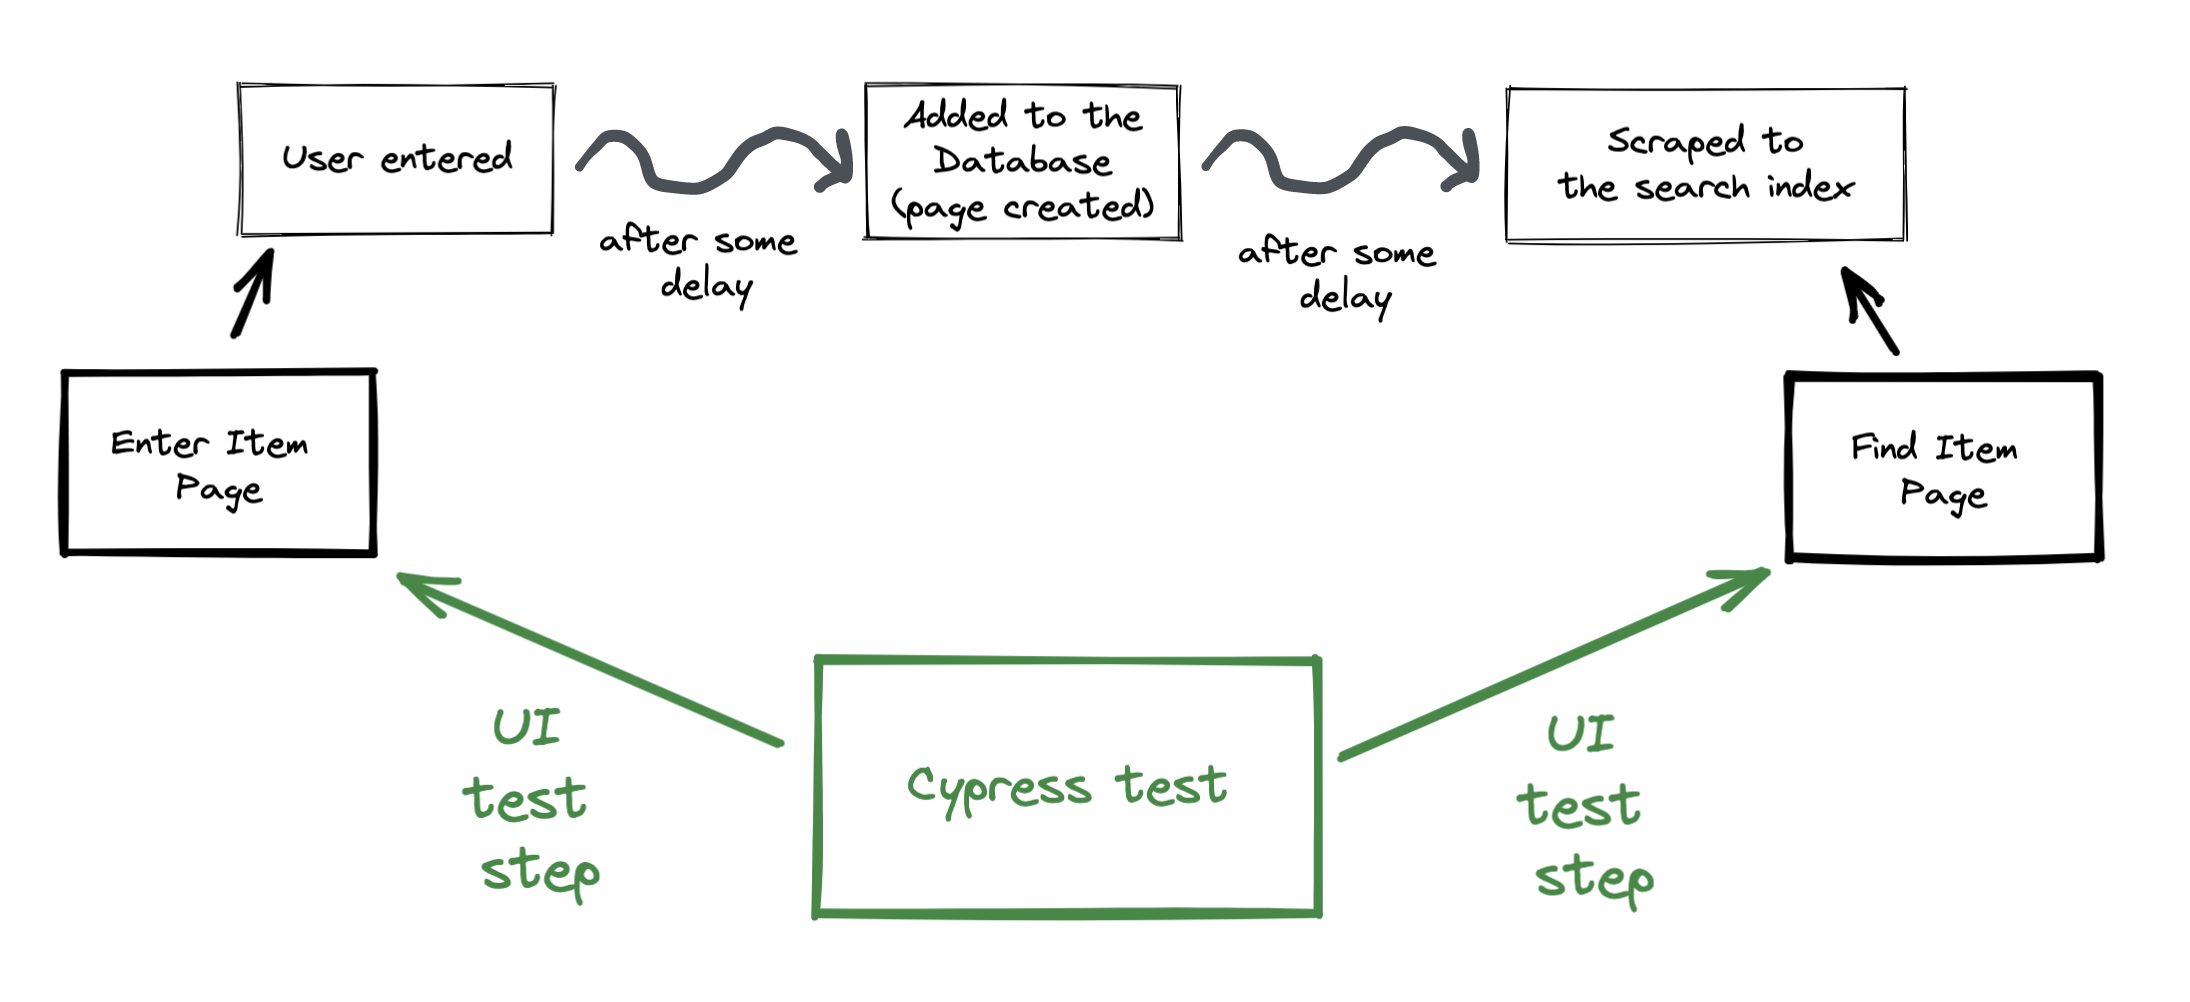 User entered
after some
delay
Added to the
Database
(page created)
after some
delay
Scraped to
the search index
Enter Item
Page
Find Item
Page
UI
test
step
Cypress test
UI
test
step